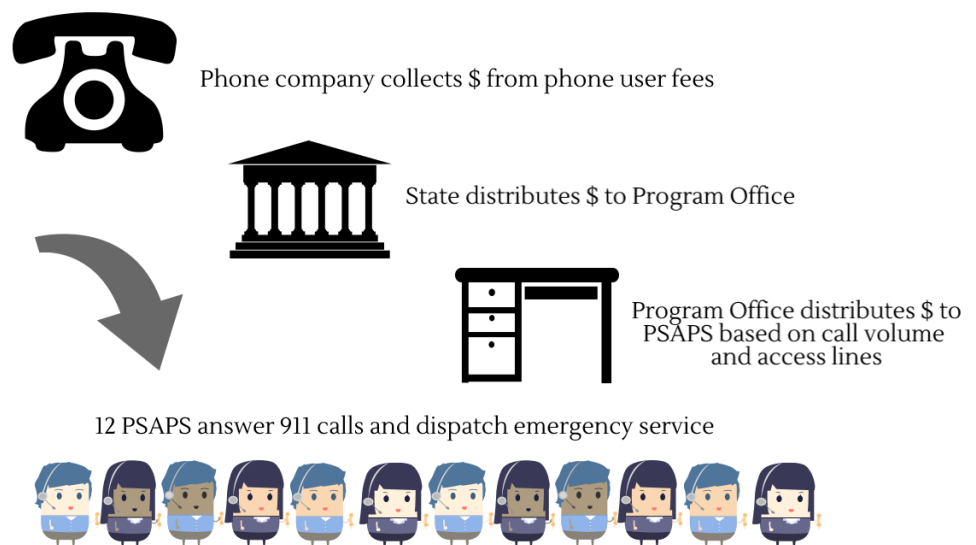 Phone company collects $ from phone user fees
State distributes $ to Program Office
Program Office distributes $ to
PSAPS based on call volume
and access lines
12 PSAPS answer 911 calls and dispatch emergency service